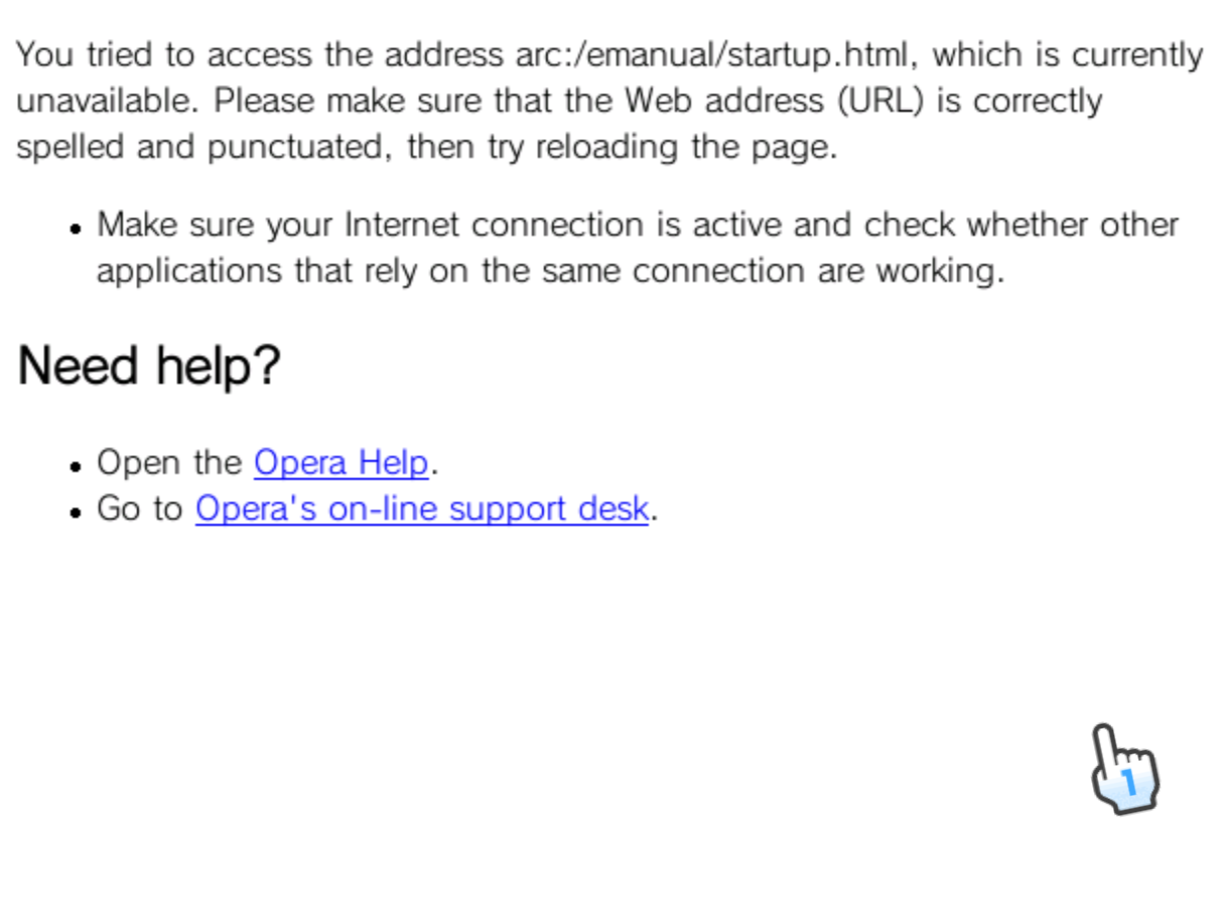 You tried to access the address arc:/emanual/startup.html, which is currently
unavailable. Please make sure that the Web address (URL) is correctly
spelled and punctuated, then try reloading the page.
• Make sure your Internet connection is active and check whether other
applications that rely on the same connection are working.
Need help?
• Open the Opera Help.
• Go to Opera's on-line support desk.
1